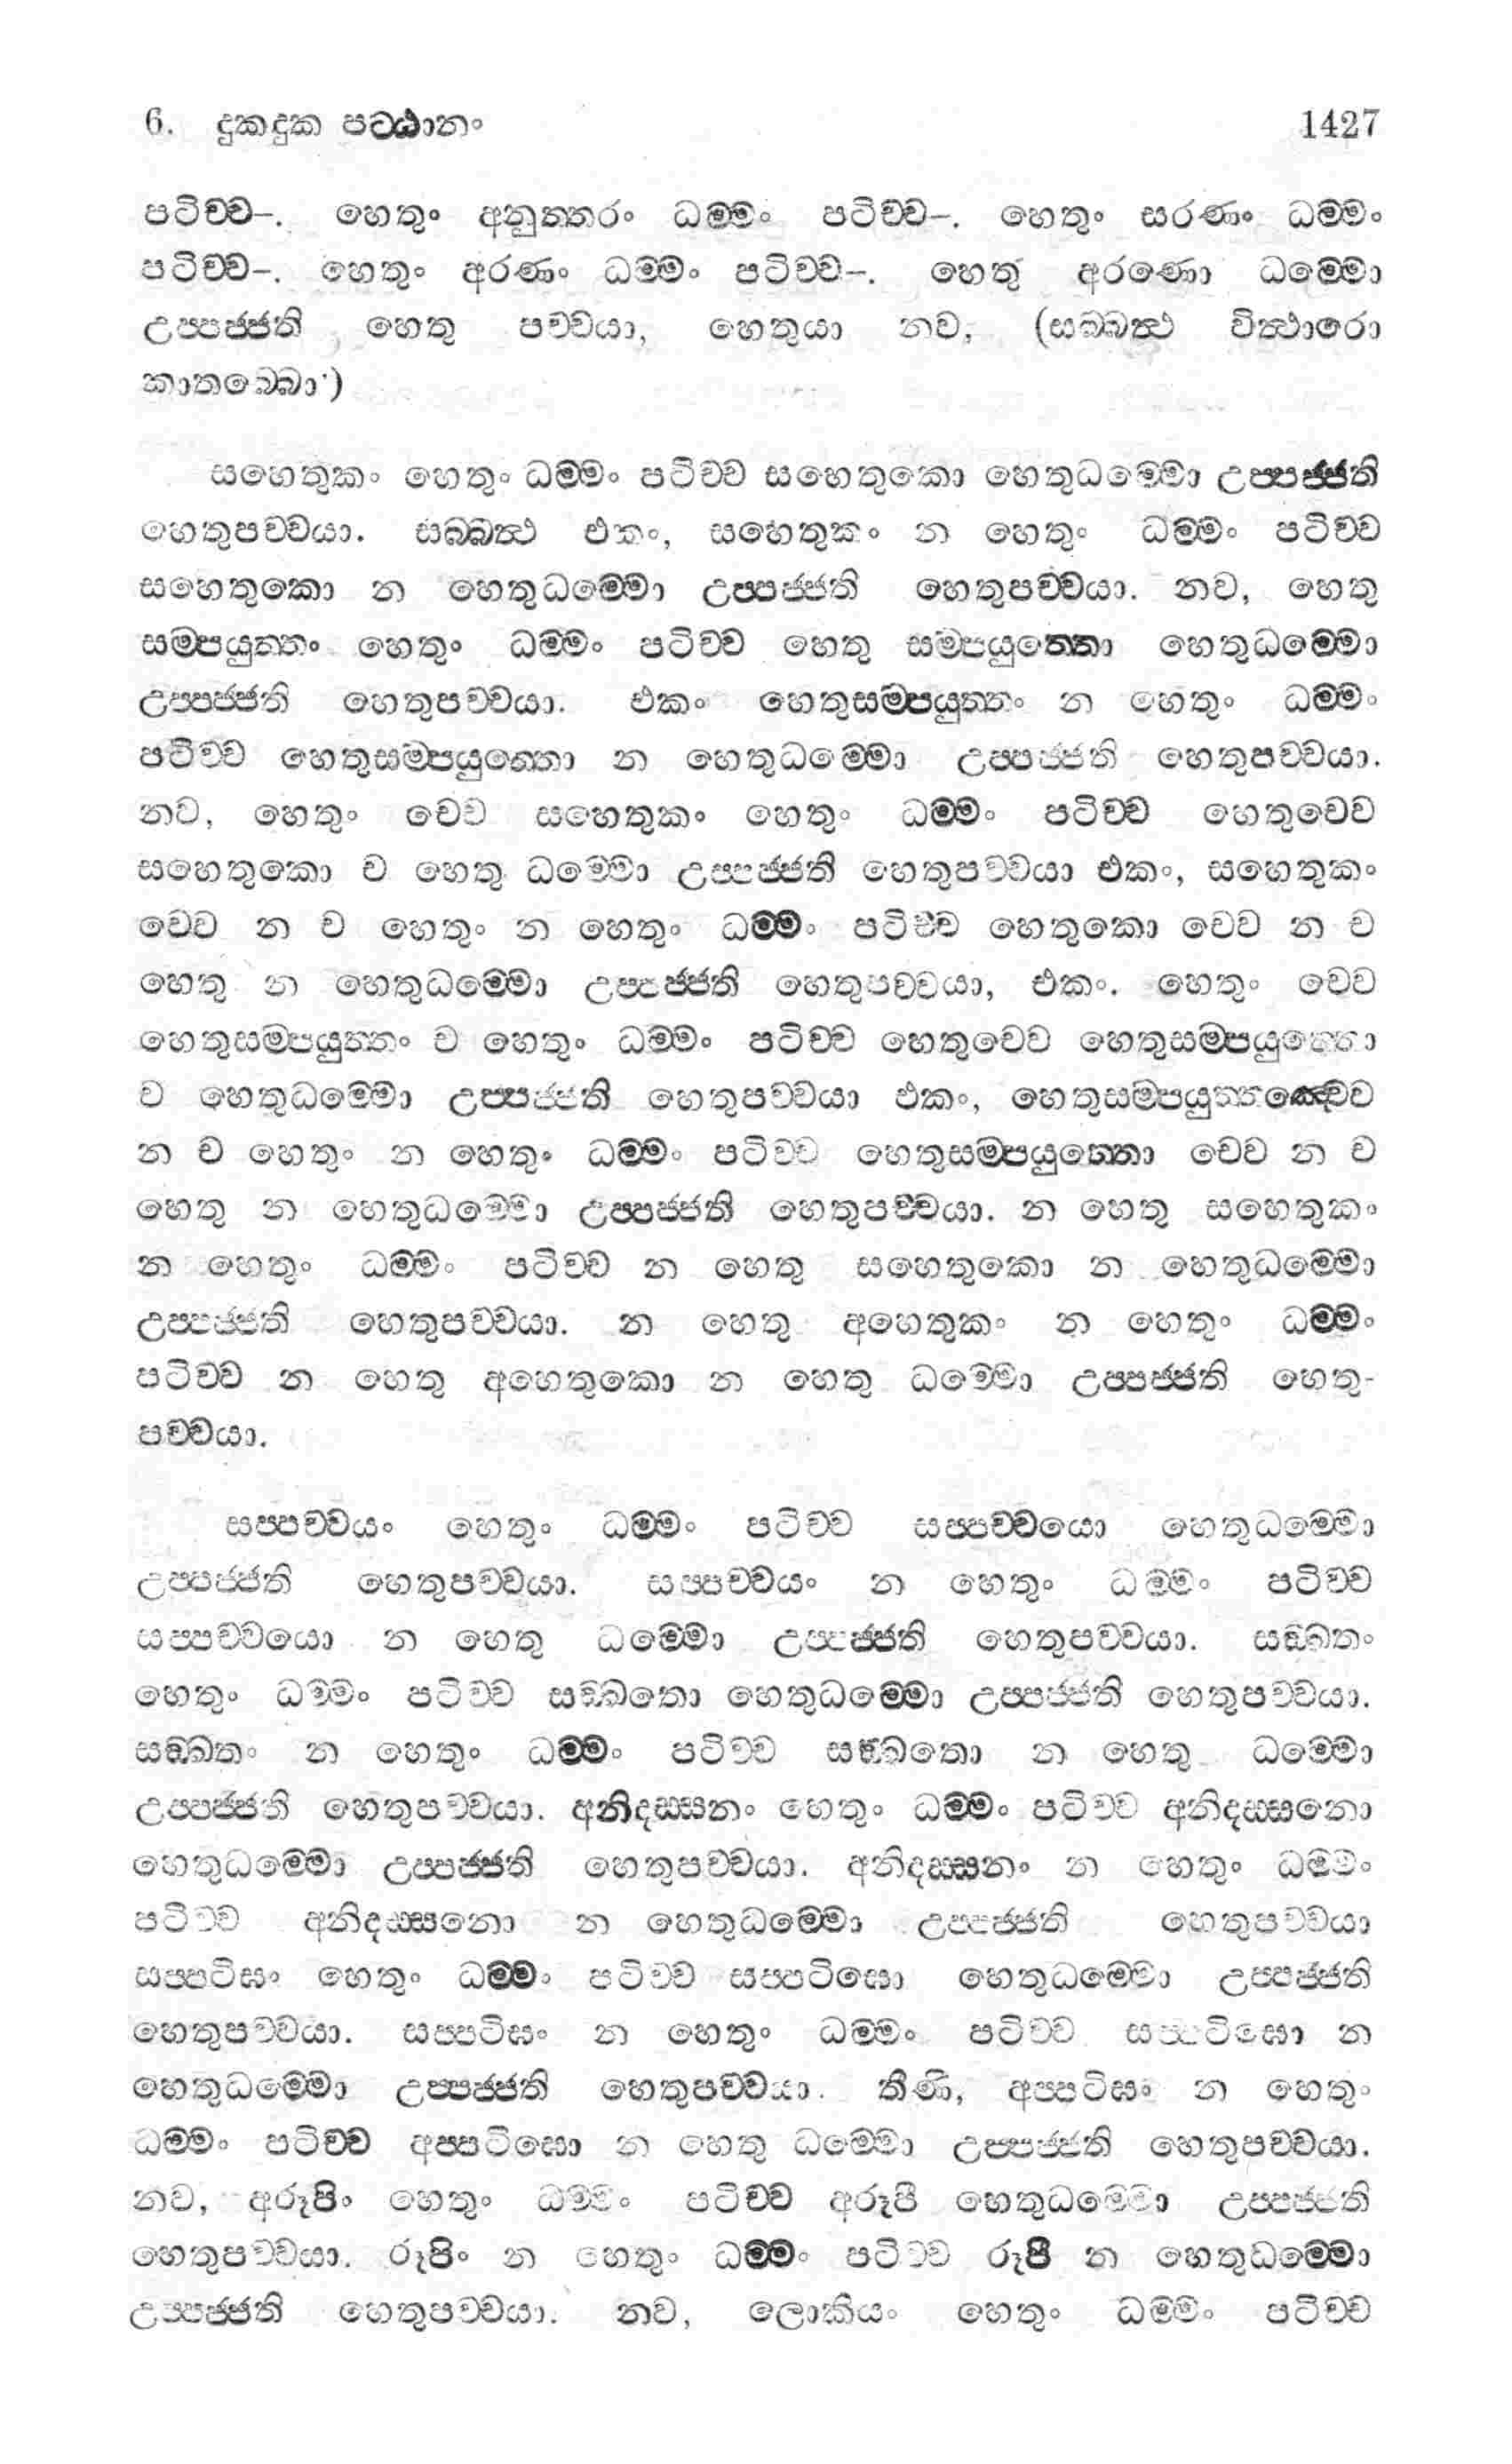 6. දුකදුක පට්ඨානං 1427
පටිච්ච–. හෙතුං අනුත්තරං ධම්මං පටිච්ච–. හෙතුං සරණං ධම්මං
පටිච්ච–. හෙතුං අරණං ධම්මං පටිච්ච–. හෙතු අරණො ධම්මො
උප්පජ්ජති හෙතු පච්චයා, හෙතුයා නව, (සබ්බත්ථ විත්ථාරො
කාතබ්බො)
සහෙතුකං හෙතුං ධම්මං පටිච්ච සහෙතුකො හෙතුධම්මො උප්පජ්ජති
හෙතුපච්චයා. සබ්බත්ථ එකං, සහෙතුකං න හෙතුං ධම්මං පටිච්ච
සහෙතුකො න හෙතුධම්මො උප්පජ්ජති හෙතුපච්චයා. නව, හෙතු
සම්පයුත්තං හෙතුං ධම්මං පටිච්ච හෙතු සම්පයුත්තො හෙතුධම්මො
උප්පජ්ජති හෙතුපච්චයා. එකං හෙතුසම්පයුත්තං න හෙතුං ධම්මං
පටිච්ච හෙතුසම්පයුත්තො න හෙතුධම්මො උප්පජ්ජති හෙතුපච්චයා.
නව, හෙතුං චෙව සහෙතුකං හෙතුං ධම්මං පටිච්ච හෙතුචෙව
සහෙතුකො ච හෙතු ධම්මො උප්පජ්ජති හෙතුපච්චයා එකං, සහෙතුකං
චෙව න ච හෙතුං න හෙතුං ධම්මං පටිච්ච හෙතුකො චෙව න ච
හෙතු න හෙතුධම්මො උප්පජ්ජති හෙතුපච්චයා, එකං. හෙතුං චෙව
හෙතුසම්පයුත්තං ච හෙතුං ධම්මං පටිච්ච හෙතුචෙව හෙතුසම්පයුත්තො
ච හෙතුධම්මො උප්පජ්ජති හෙතුපච්චයා එකං, හෙතුසම්පයුත්තඤ්චෙව
න ච හෙතුං න හෙතුං ධම්මං පටිච්ච හෙතුසම්පයුත්තො චෙව න ච
හෙතු න හෙතුධම්මො උප්පජ්ජති හෙතුපච්චයා. න හෙතු සහෙතුකං
න හෙතුං ධම්මං පටිච්ච න හෙතු සහෙතුකො න හෙතුධම්මො
උප්පජ්ජති හෙතුපච්චයා. න හෙතු අහෙතුකං න හෙතුං ධම්මං
පටිච්ච න හෙතු අහෙතුකො න හෙතු ධම්මො උප්පජ්ජති හෙතු-
පච්චයා.
සප්පච්චයං හෙතුං ධම්මං පටිච්ච සප්පච්චයො හෙතුධම්මො
උප්පජ්ජති හෙතුපච්චයා. සප්පච්චයං න හෙතුං ධම්මං පටිච්ච
සප්පච්චයො න හෙතු ධම්මො උප්පජ්ජති හෙතුපච්චයා. සඞ්ඛතං
හෙතුං ධම්මං පටිච්ච සඞ්ඛතො හෙතුධම්මො උප්පජ්ජති හෙතුපච්චයා.
සඞ්ඛතං න හෙතුං ධම්මං පටිච්ච සඞ්ඛතො න හෙතු ධම්මො
උප්පජ්ජති හෙතුපච්චයා. අනිදස්සනං හෙතුං ධම්මං පටිච්ච අනිදස්සනො
හෙතුධම්මො උප්පජ්ජති හෙතුපච්චයා. අනිදස්සනං න හෙතුං ධම්මං
පටිච්ච අනිදස්සනො න හෙතුධම්මො උප්පජ්ජති හෙතුපච්චයා
සප්පටිඝං හෙතුං ධම්මං පටිච්ච සප්පටිඝො හෙතුධම්මො උප්පජ්ජති
හෙතුපච්චයා. සප්පටිඝං න හෙතුං ධම්මං පටිච්ච සප්පටිඝො න
හෙතුධම්මො උප්පජ්ජති හෙතුපච්චයා. තීණි, අප්පටිඝං න හෙතුං
ධම්මං පටිච්ච අප්පටිඝො න හෙතු ධම්මො උප්පජ්ජති හෙතුපච්චයා.
නව, අරූපිං හෙතුං ධම්මං පටිච්ච අරූපී හෙතුධම්මො උප්පජ්ජති
හෙතුපච්චයා. රූපිං න හෙතුං ධම්මං පටිච්ච රූපී න හෙතුධම්මො
උප්පජ්ජති හෙතුපච්චයා. නව, ලොකියං හෙතුං ධම්මං පටිච්ච